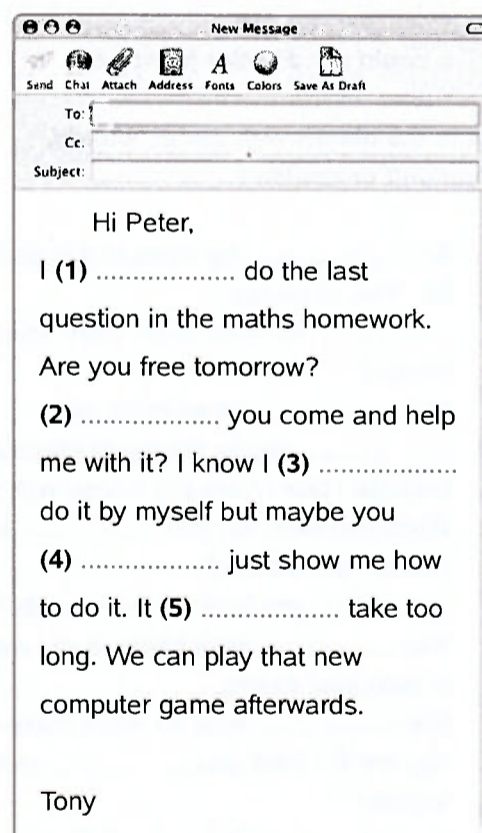 New Message
Send Chat Attach Address Fonts Colors Save As Draft
To:
Cc:
Subject:
Hi Peter,
I (1) .................... do the last
question in the maths homework.
Are you free tomorrow?
(2) .................... you come and help
me with it? I know I (3) ....................
do it by myself but maybe you
(4) .................... just show me how
to do it. It (5) .................... take too
long. We can play that new
computer game afterwards.
Tony